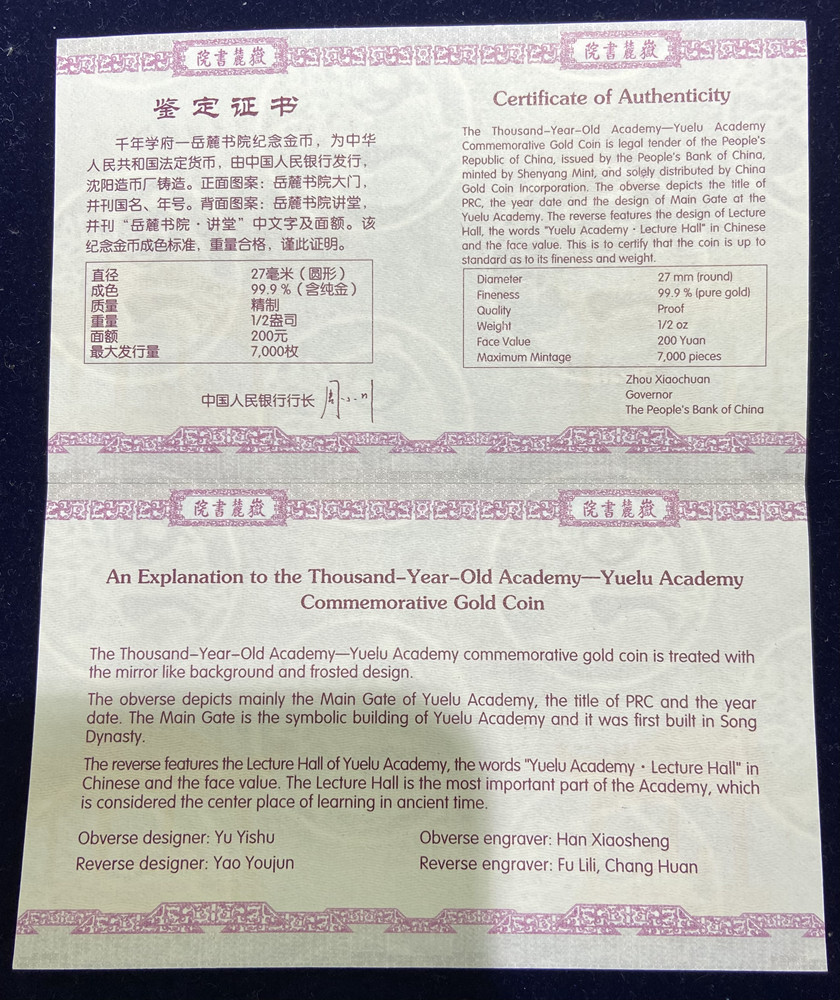 院書麓嶽
院書麓嶽
鉴定证书
千年学府一岳麓书院纪念金币，为中华
人民共和国法定货币，由中国人民银行发行，
沈阳造币厂铸造。正面图案：岳麓书院大门，
并刊国名、年号。背面图案：岳麓书院讲堂，
并刊“岳麓书院·讲堂”中文字及面额。该
纪念金币成色标准，重量合格，谨此证明。
直径 27毫米（圆形）
成色 99.9％（含纯金）
质量 精制
重量 1/2盎司
面额 200元
最大发行量 7,000枚
中国人民银行行长 周小川
Certificate of Authenticity
The Thousand-Year-Old Academy—Yuelu Academy
Commemorative Gold Coin is legal tender of the People's
Republic of China, issued by the People's Bank of China,
minted by Shenyang Mint, and solely distributed by China
Gold Coin Incorporation. The obverse depicts the title of
PRC, the year date and the design of Main Gate at the
Yuelu Academy. The reverse features the design of Lecture
Hall, the words "Yuelu Academy · Lecture Hall" in Chinese
and the face value. This is to certify that the coin is up to
standard as to its fineness and weight.
Diameter 27 mm (round)
Fineness 99.9 % (pure gold)
Quality Proof
Weight 1/2 oz
Face Value 200 Yuan
Maximum Mintage 7,000 pieces
Zhou Xiaochuan
Governor
The People's Bank of China
院書麓嶽
院書麓嶽
An Explanation to the Thousand-Year-Old Academy—Yuelu Academy
Commemorative Gold Coin
The Thousand-Year-Old Academy—Yuelu Academy commemorative gold coin is treated with
the mirror like background and frosted design.
The obverse depicts mainly the Main Gate of Yuelu Academy, the title of PRC and the year
date. The Main Gate is the symbolic building of Yuelu Academy and it was first built in Song
Dynasty.
The reverse features the Lecture Hall of Yuelu Academy, the words "Yuelu Academy · Lecture Hall" in
Chinese and the face value. The Lecture Hall is the most important part of the Academy, which
is considered the center place of learning in ancient time.
Obverse designer: Yu Yishu
Obverse engraver: Han Xiaosheng
Reverse designer: Yao Youjun
Reverse engraver: Fu Lili, Chang Huan